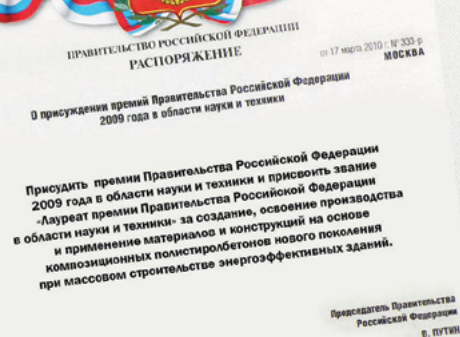 ПРАВИТЕЛЬСТВО РОССИЙСКОЙ ФЕДЕРАЦИИ
РАСПОРЯЖЕНИЕ
от 17 марта 2010 г. № 333-р
МОСКВА
О присуждении премий Правительства Российской Федерации
2009 года в области науки и техники
Присудить премии Правительства Российской Федерации
2009 года в области науки и техники и присвоить звание
«Лауреат премии Правительства Российской Федерации
в области науки и техники» за создание, освоение производства
и применение материалов и конструкций на основе
композиционных полистиролбетонов нового поколения
при массовом строительстве энергоэффективных зданий.
Председатель Правительства
Российской Федерации
В. ПУТИН